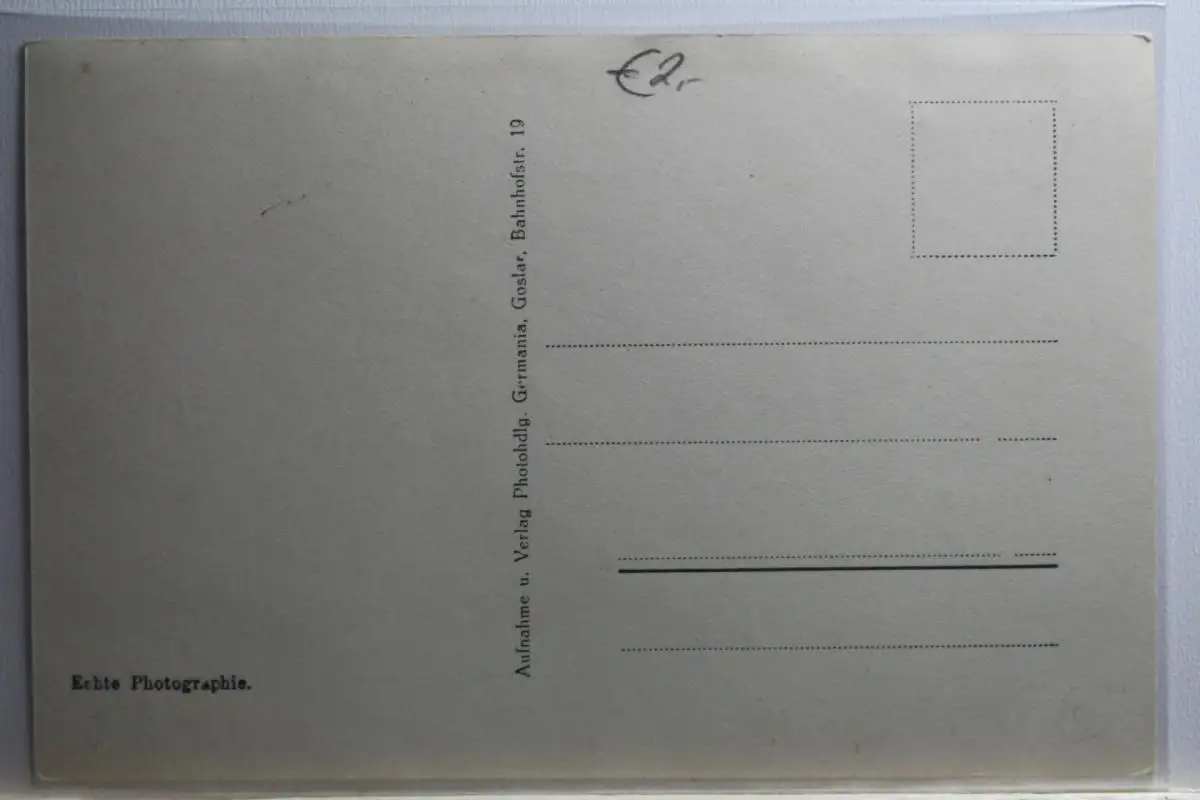 €2,-
Aufnahme u. Verlag Photohdlg. Germania, Goslar, Bahnhofstr. 19
Echte Photographie.